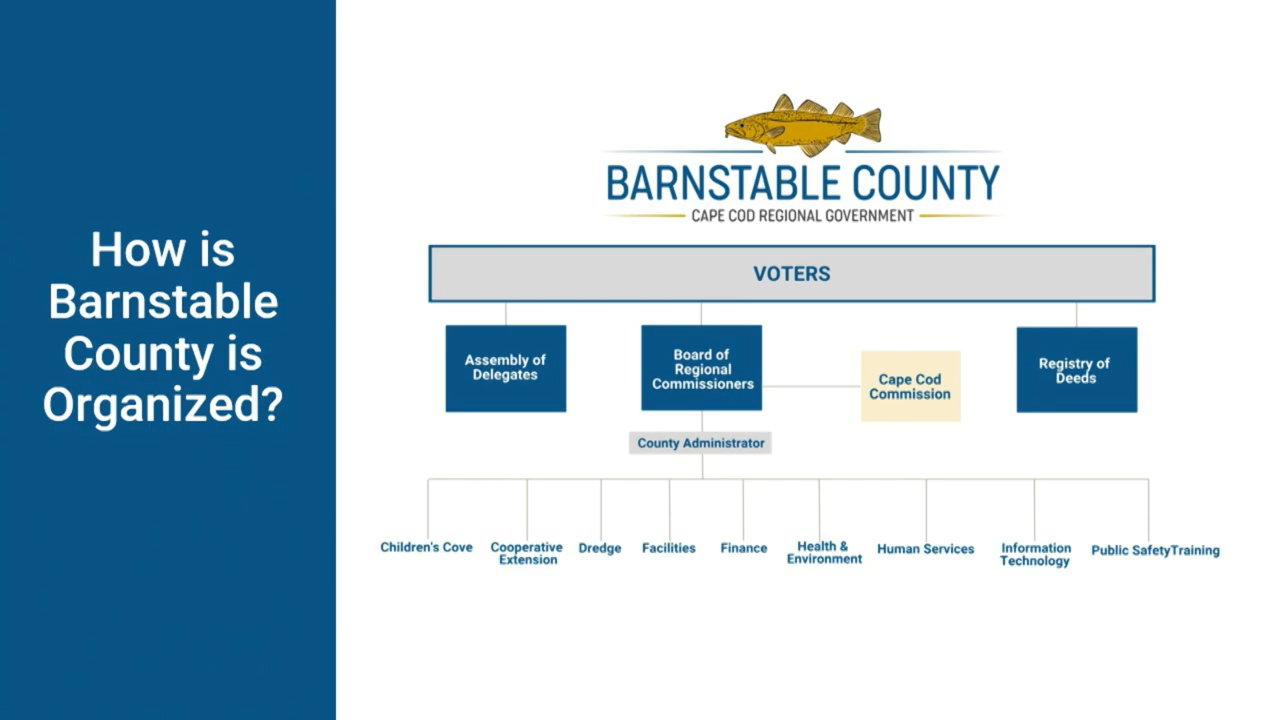 How is
Barnstable
County is
Organized?
BARNSTABLE COUNTY
CAPE COD REGIONAL GOVERNMENT
VOTERS
Assembly of
Delegates
Board of
Regional
Commissioners
Cape Cod
Commission
Registry of
Deeds
County Administrator
Children's Cove
Cooperative
Extension
Dredge
Facilities
Finance
Health &
Environment
Human Services
Information
Technology
Public SafetyTraining